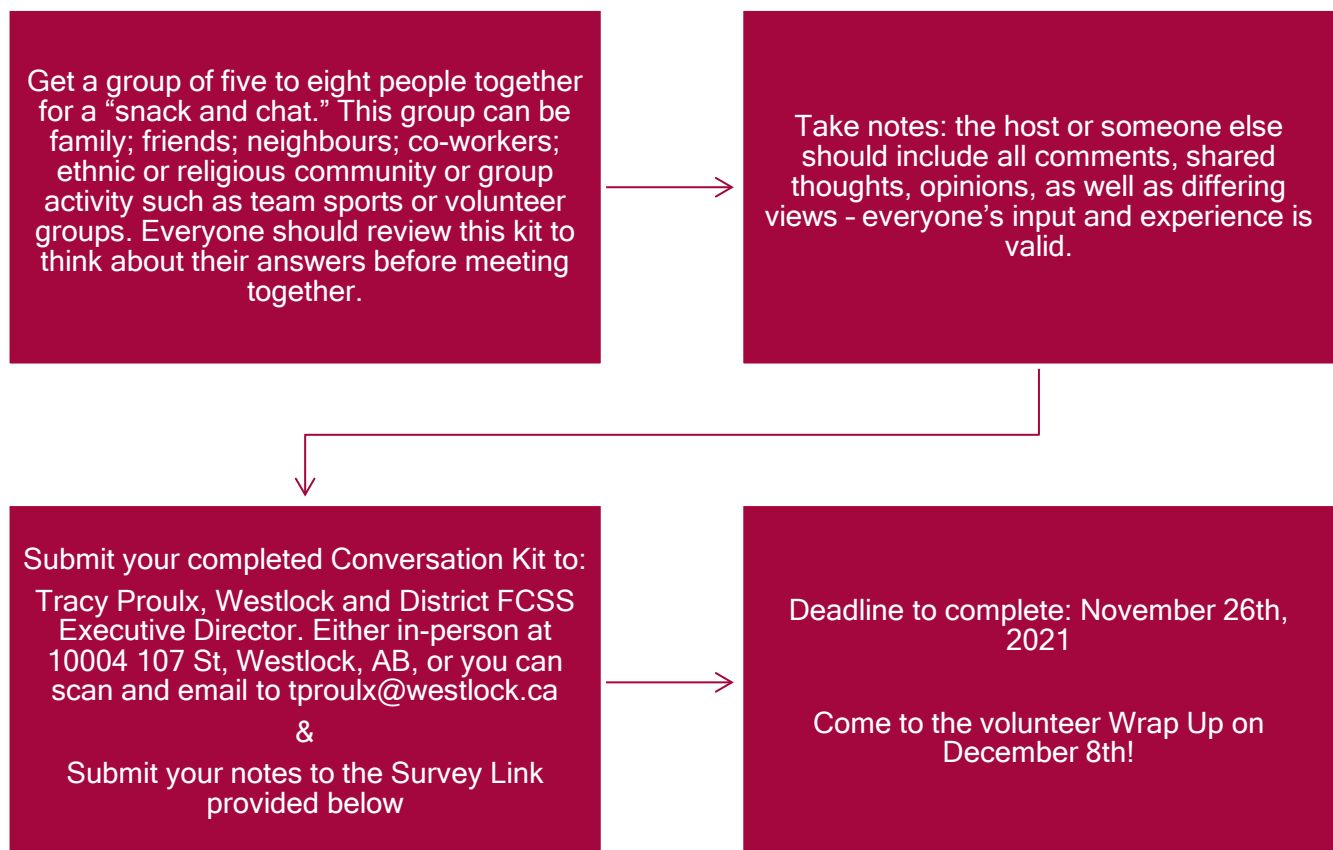 Get a group of five to eight people together
for a “snack and chat.” This group can be
family; friends; neighbours; co-workers;
ethnic or religious community or group
activity such as team sports or volunteer
groups. Everyone should review this kit to
think about their answers before meeting
together.
Take notes: the host or someone else
should include all comments, shared
thoughts, opinions, as well as differing
views – everyone’s input and experience is
valid.
Submit your completed Conversation Kit to:
Tracy Proulx, Westlock and District FCSS
Executive Director. Either in-person at
10004 107 St, Westlock, AB, or you can
scan and email to tproulx@westlock.ca
&
Submit your notes to the Survey Link
provided below
Deadline to complete: November 26th,
2021
Come to the volunteer Wrap Up on
December 8th!